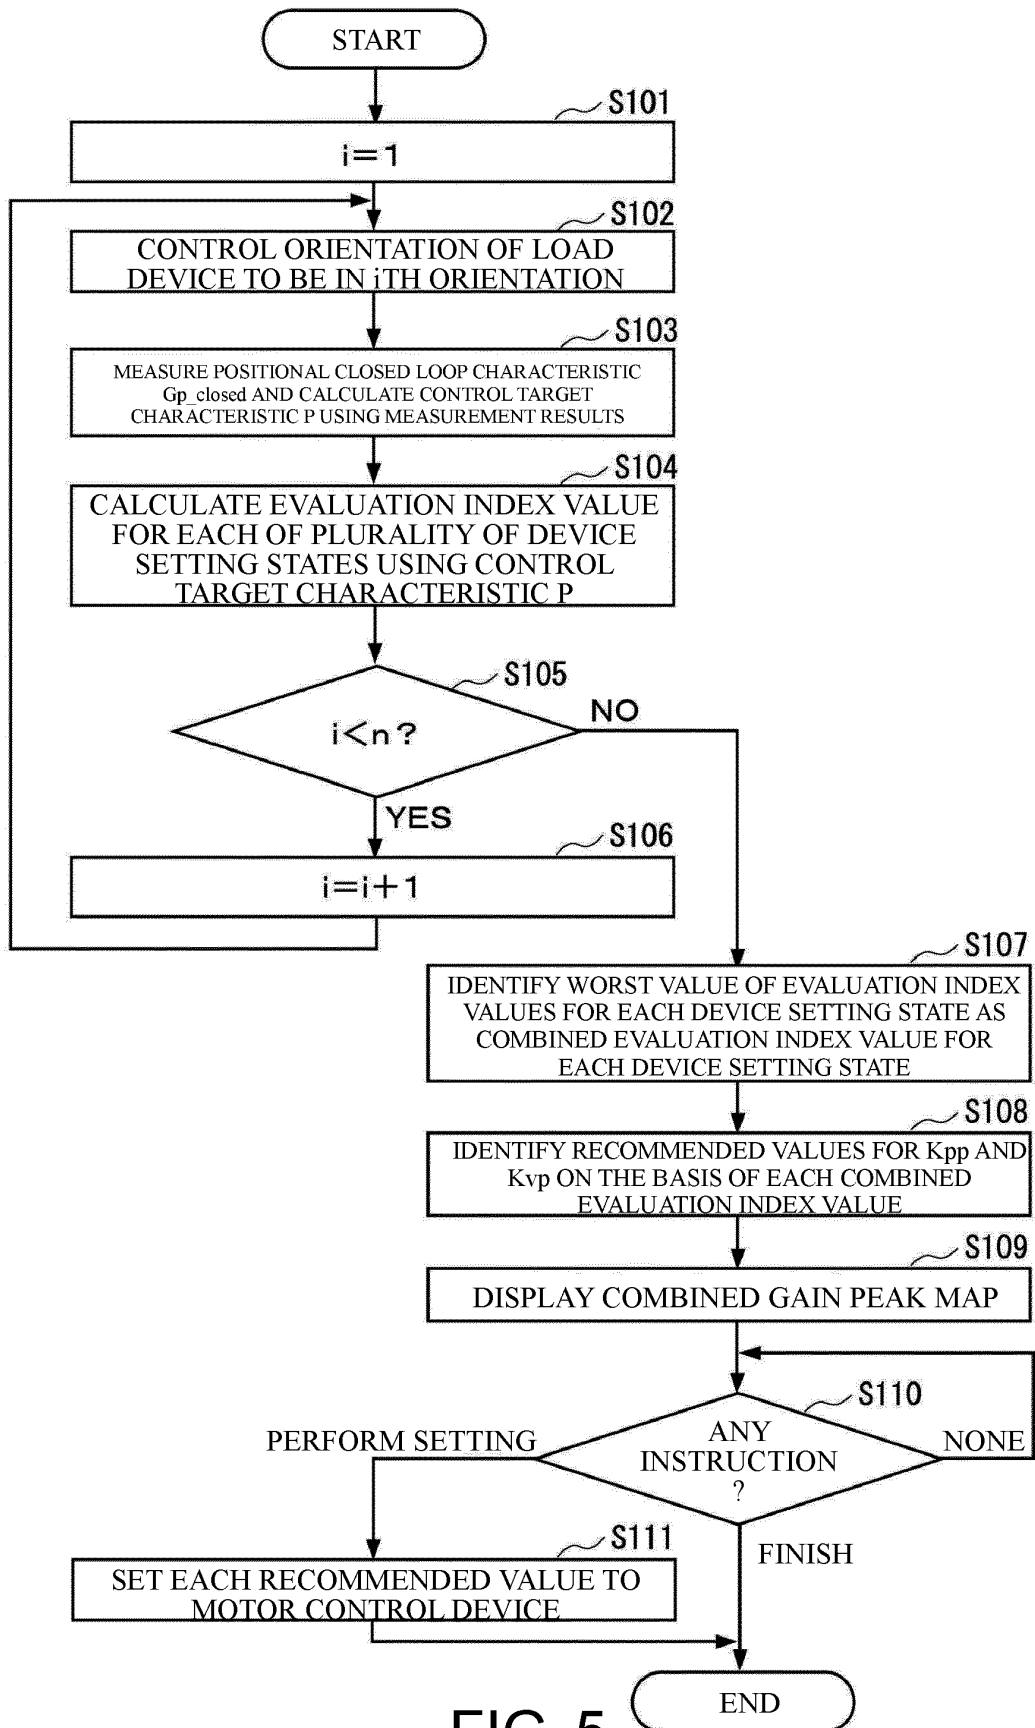 START
S101
i=1
S102
CONTROL ORIENTATION OF LOAD
DEVICE TO BE IN iTH ORIENTATION
S103
MEASURE POSITIONAL CLOSED LOOP CHARACTERISTIC
Gp_closed AND CALCULATE CONTROL TARGET
CHARACTERISTIC P USING MEASUREMENT RESULTS
S104
CALCULATE EVALUATION INDEX VALUE
FOR EACH OF PLURALITY OF DEVICE
SETTING STATES USING CONTROL
TARGET CHARACTERISTIC P
S105
i<n?
NO
YES
S106
i=i+1
S107
IDENTIFY WORST VALUE OF EVALUATION INDEX
VALUES FOR EACH DEVICE SETTING STATE AS
COMBINED EVALUATION INDEX VALUE FOR
EACH DEVICE SETTING STATE
S108
IDENTIFY RECOMMENDED VALUES FOR Kpp AND
Kvp ON THE BASIS OF EACH COMBINED
EVALUATION INDEX VALUE
S109
DISPLAY COMBINED GAIN PEAK MAP
S110
ANY
INSTRUCTION
?
PERFORM SETTING
NONE
FINISH
S111
SET EACH RECOMMENDED VALUE TO
MOTOR CONTROL DEVICE
END
FIG. 5